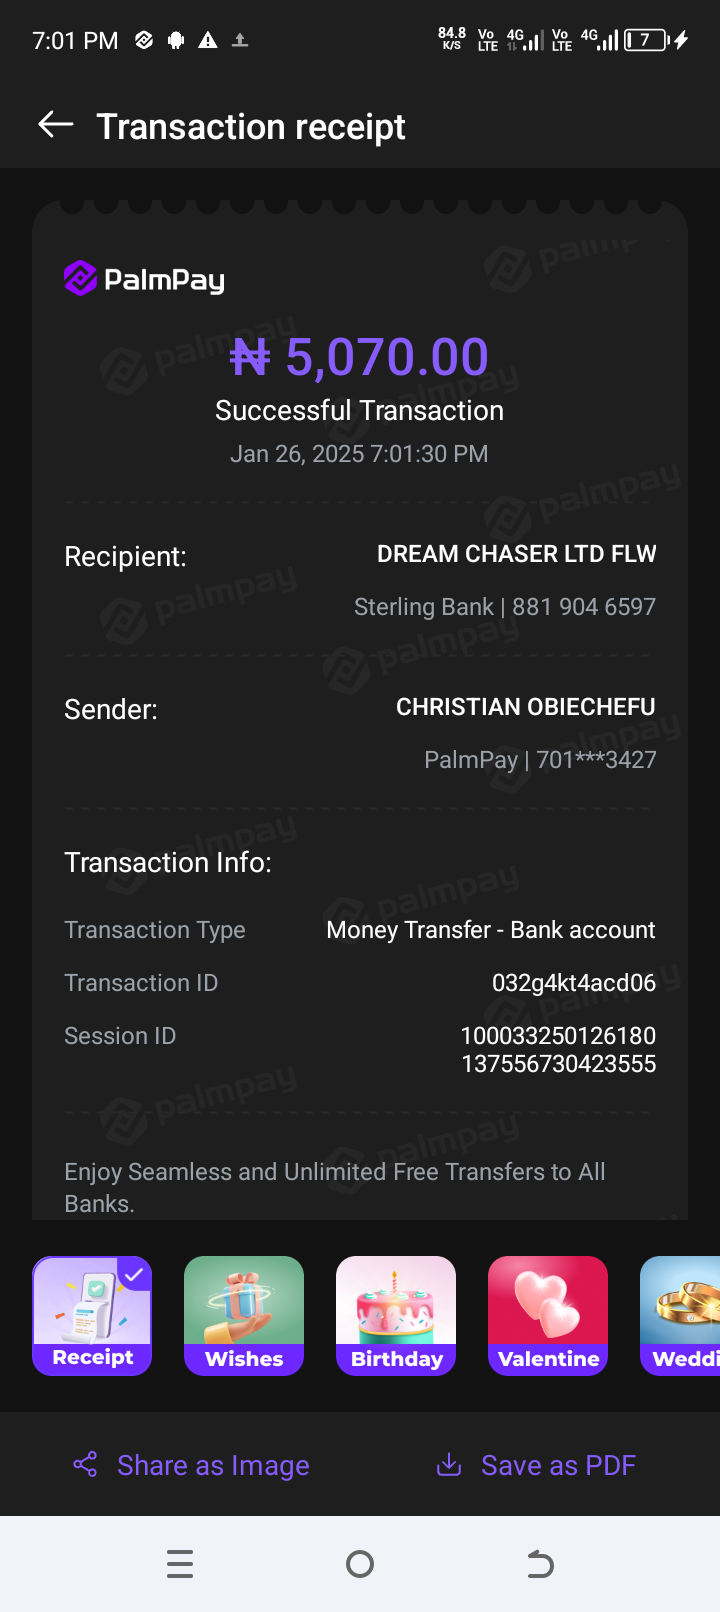 7:01 PM 84.8 K/S Vo LTE 4G Vo LTE 4G 7
Transaction receipt
PalmPay
₦ 5,070.00
Successful Transaction
Jan 26, 2025 7:01:30 PM
Recipient: DREAM CHASER LTD FLW
Sterling Bank | 881 904 6597
Sender: CHRISTIAN OBIECHEFU
PalmPay | 701***3427
Transaction Info:
Transaction Type Money Transfer - Bank account
Transaction ID 032g4kt4acd06
Session ID 100033250126180
137556730423555
Enjoy Seamless and Unlimited Free Transfers to All
Banks.
Receipt Wishes Birthday Valentine Weddi
Share as Image Save as PDF